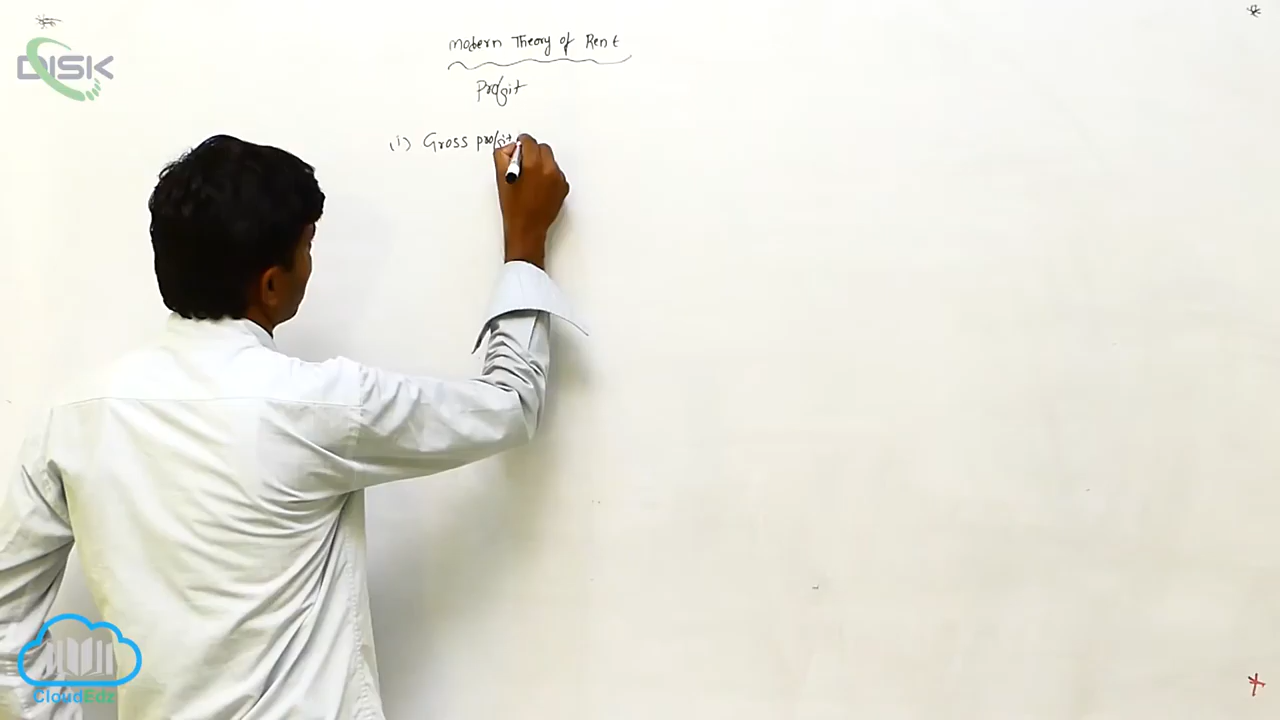 DISK
Modern Theory of Rent
Profit
(i) Gross profit
CloudEdz